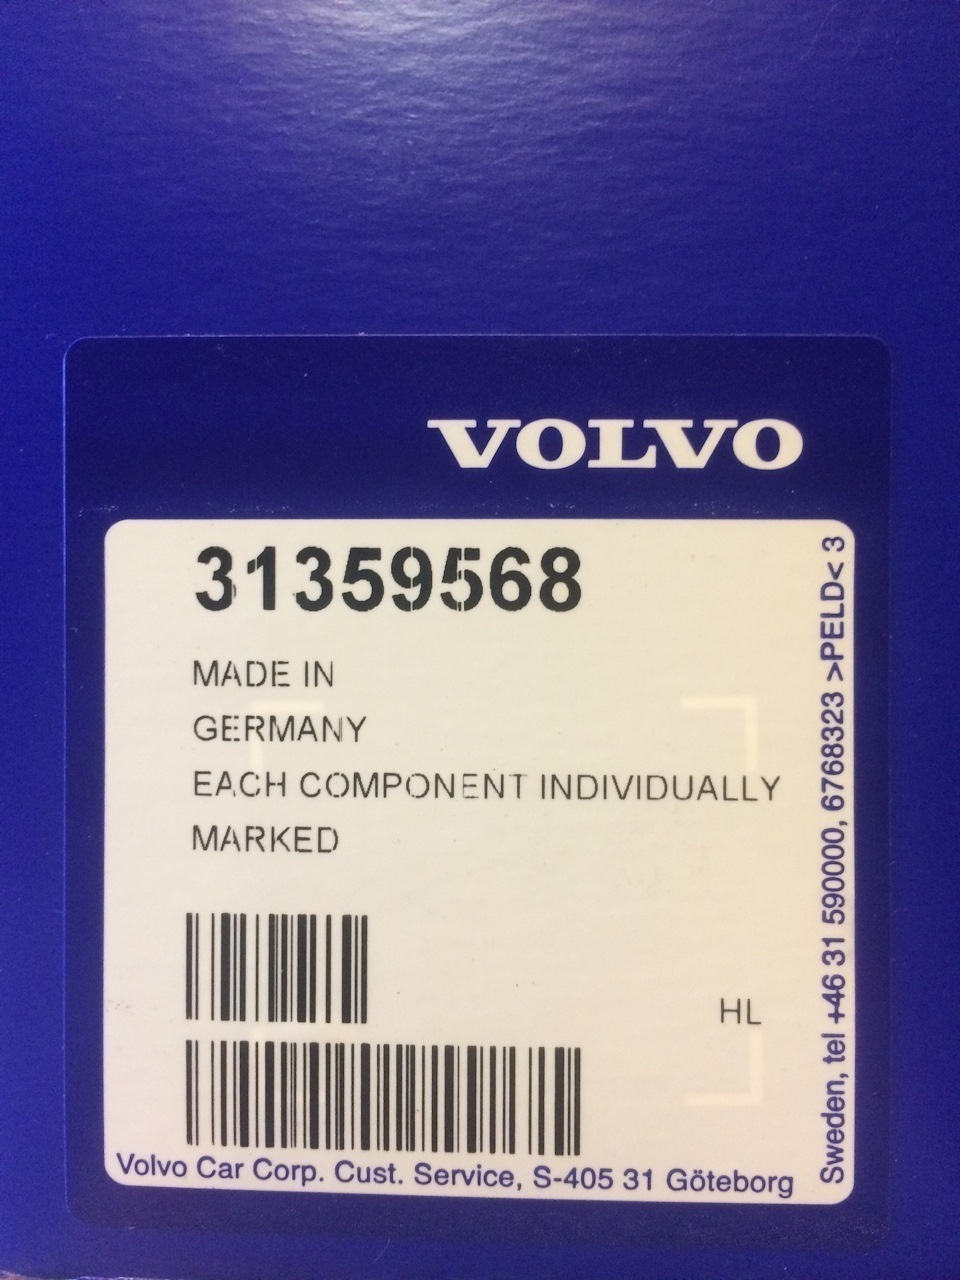 VOLVO
31359568
MADE IN
GERMANY
EACH COMPONENT INDIVIDUALLY
MARKED
HL
Volvo Car Corp. Cust. Service, S-405 31 Göteborg
Sweden, tel +46 31 590000, 6768323 >PELD< 3